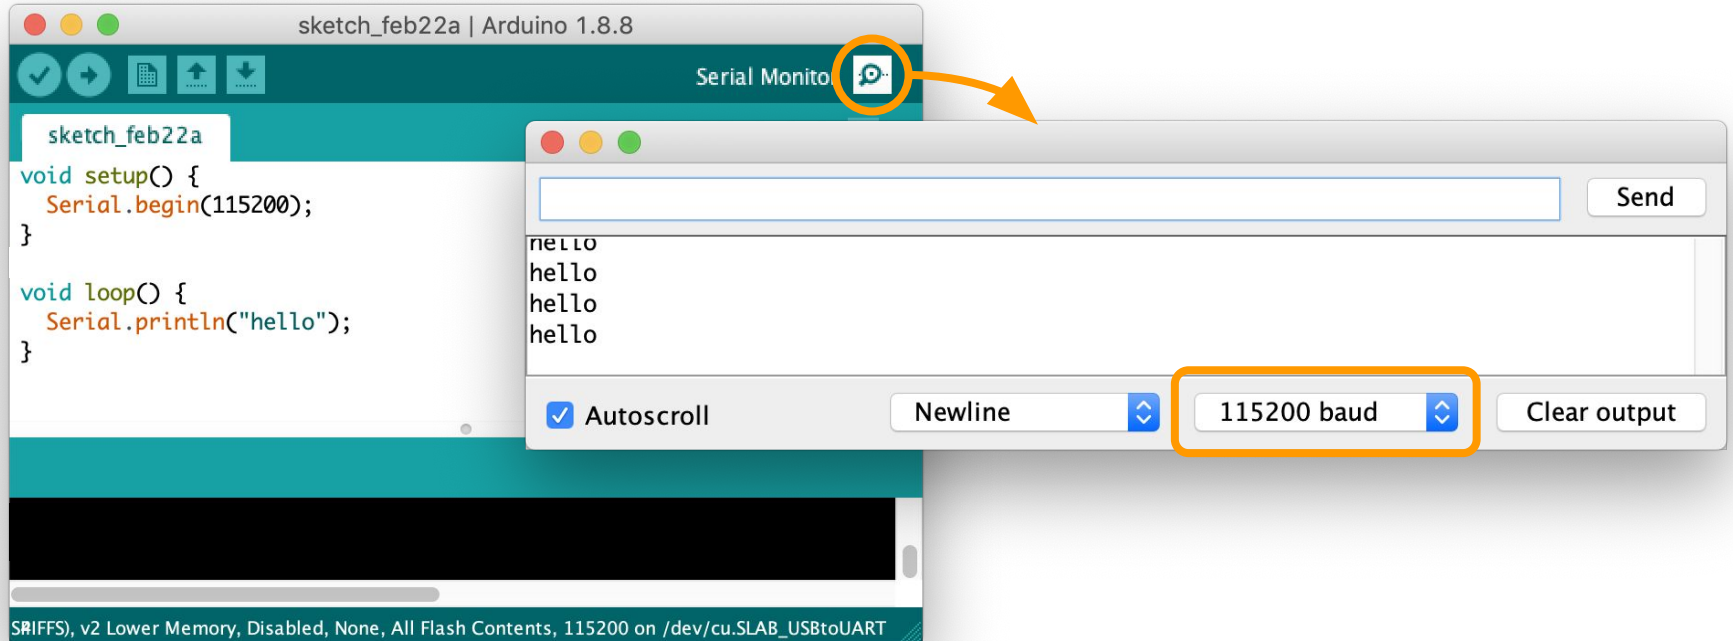 sketch_feb22a | Arduino 1.8.8
Serial Monitor
sketch_feb22a
void setup() {
  Serial.begin(115200);
}
void loop() {
  Serial.println("hello");
}
Send
hello
hello
hello
hello
Autoscroll
Newline
115200 baud
Clear output
IFFS), v2 Lower Memory, Disabled, None, All Flash Contents, 115200 on /dev/cu.SLAB_USBtoUART